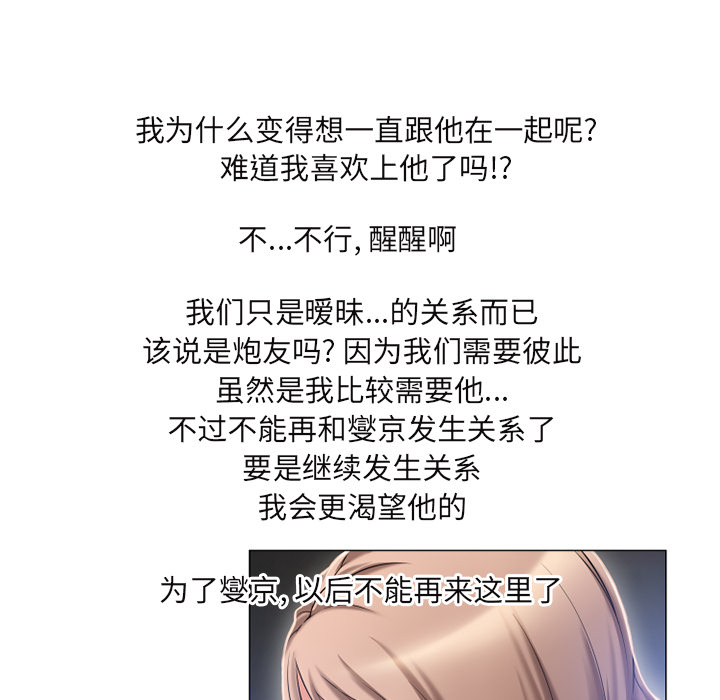 我为什么变得想一直跟他在一起呢?
难道我喜欢上他了吗!?
不...不行, 醒醒啊
我们只是暧昧...的关系而已
该说是炮友吗? 因为我们需要彼此
虽然是我比较需要他...
不过不能再和燮京发生关系了
要是继续发生关系
我会更渴望他的
为了燮京, 以后不能再来这里了